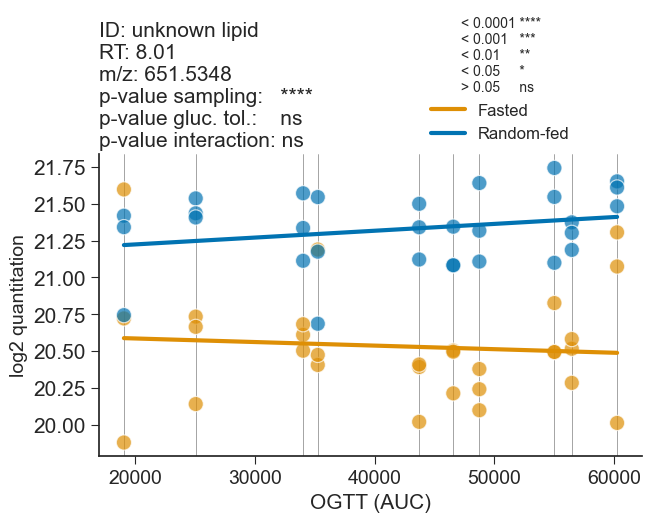 ID: unknown lipid
RT: 8.01
m/z: 651.5348
p-value sampling: ****
p-value gluc. tol.: ns
p-value interaction: ns
< 0.0001 ****
< 0.001 ***
< 0.01 **
< 0.05 *
> 0.05 ns
Fasted
Random-fed
log2 quantitation
21.75
21.50
21.25
21.00
20.75
20.50
20.25
20.00
20000 30000 40000 50000 60000
OGTT (AUC)